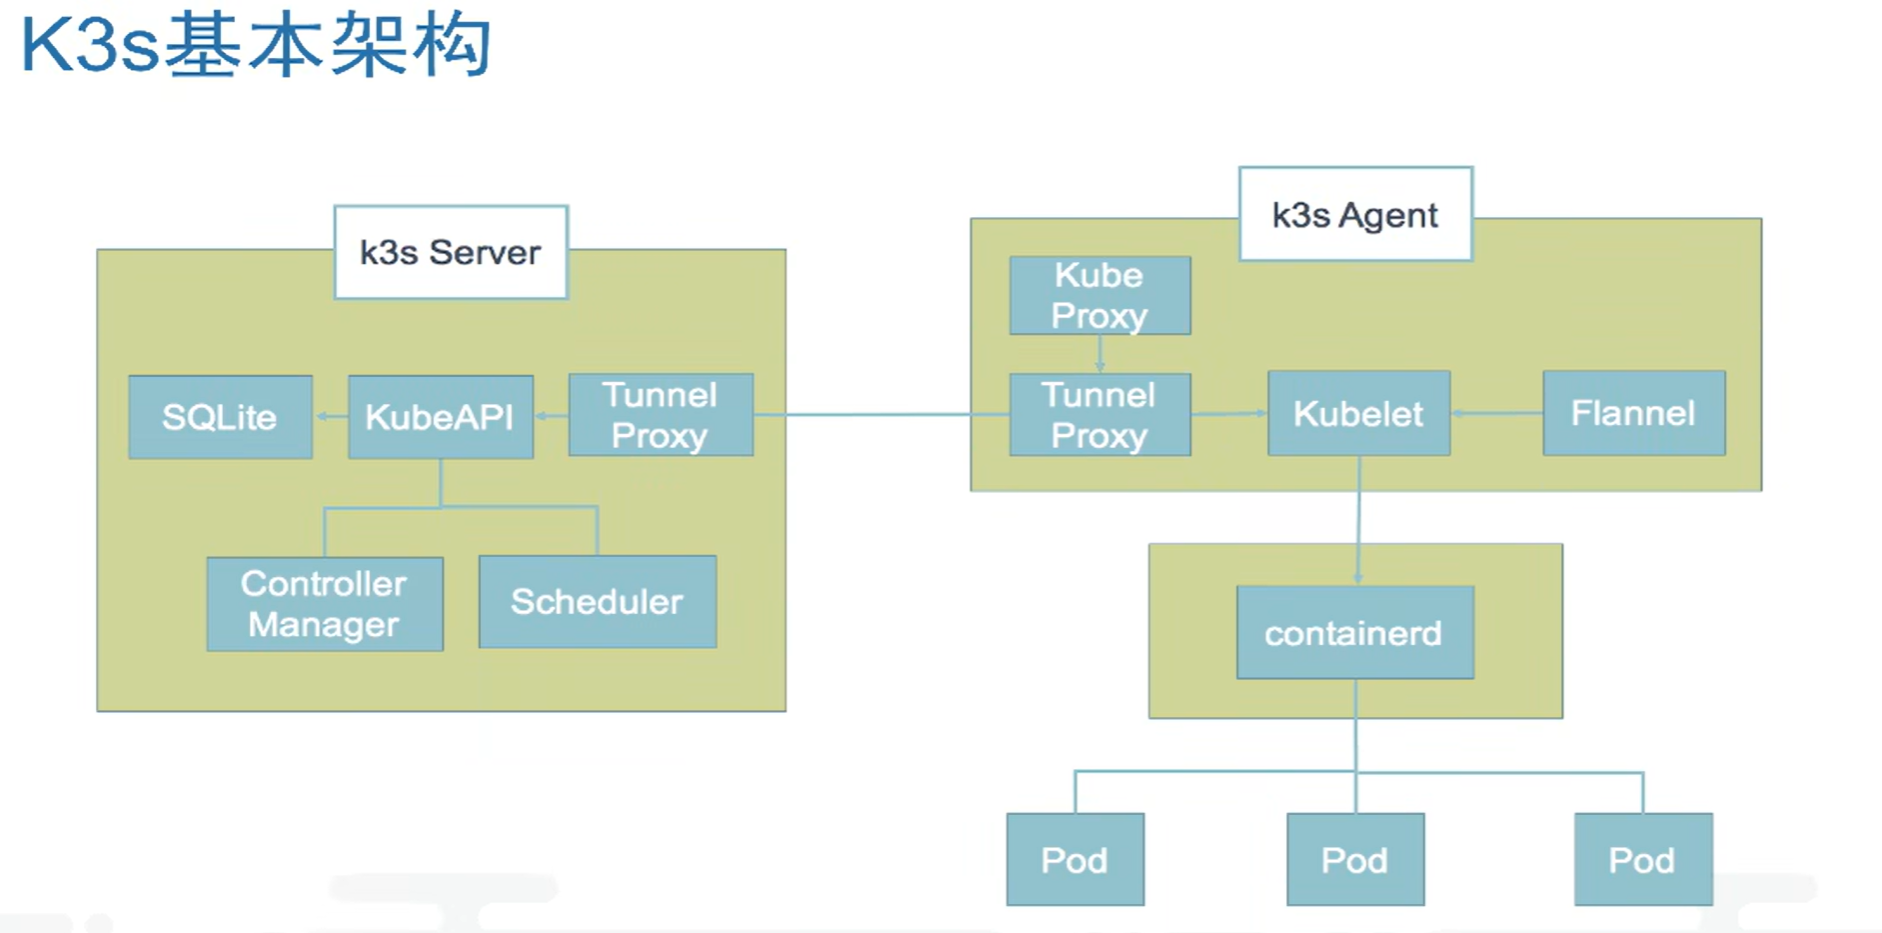 K3s基本架构
k3s Server
SQLite
KubeAPI
Tunnel
Proxy
Controller
Manager
Scheduler
k3s Agent
Kube
Proxy
Tunnel
Proxy
Kubelet
Flannel
containerd
Pod
Pod
Pod